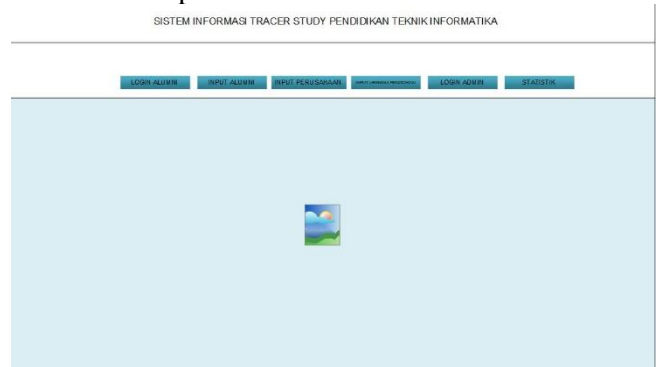 SISTEM INFORMASI TRACER STUDY PENDIDIKAN TEKNIK INFORMATIKA
LOGIN ALUMNI INPUT ALUMNI INPUT PERUSAHAAN LOGIN ADMIN STATISTIK